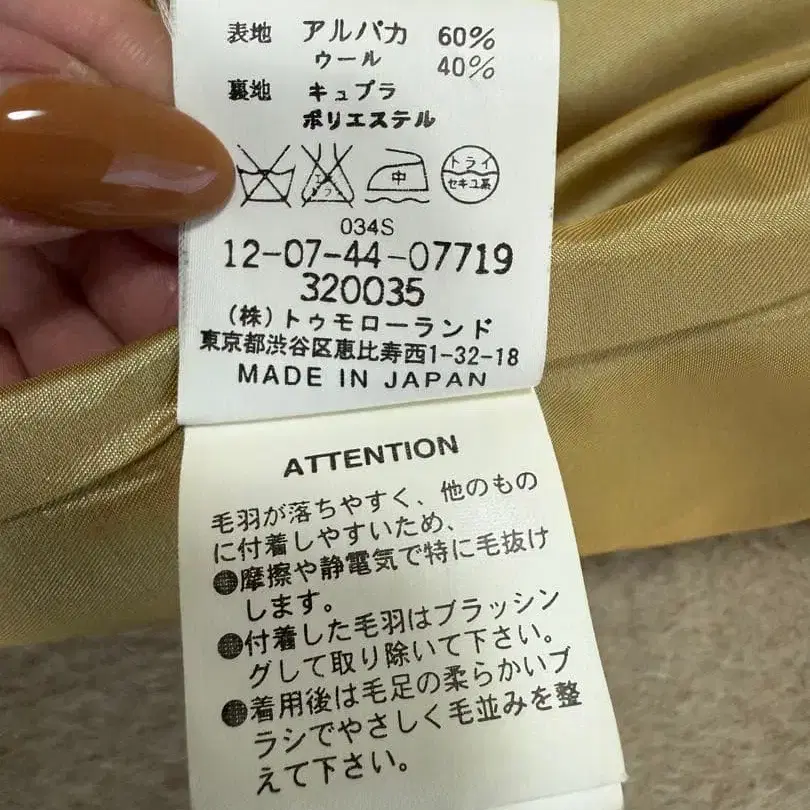 表地 アルパカ 60%
ウール 40%
裏地 キュプラ
ポリエステル
エンソ サラシ 中 ドライ
セキユ系
034S
12-07-44-07719
320035
(株)トゥモローランド
東京都渋谷区恵比寿西1-32-18
MADE IN JAPAN
ATTENTION
毛羽が落ちやすく、他のもの
に付着しやすいため、
●摩擦や静電気で特に毛抜け
します。
●付着した毛羽はブラッシン
グして取り除いて下さい。
●着用後は毛足の柔らかいブ
ラシでやさしく毛並みを整
えて下さい。